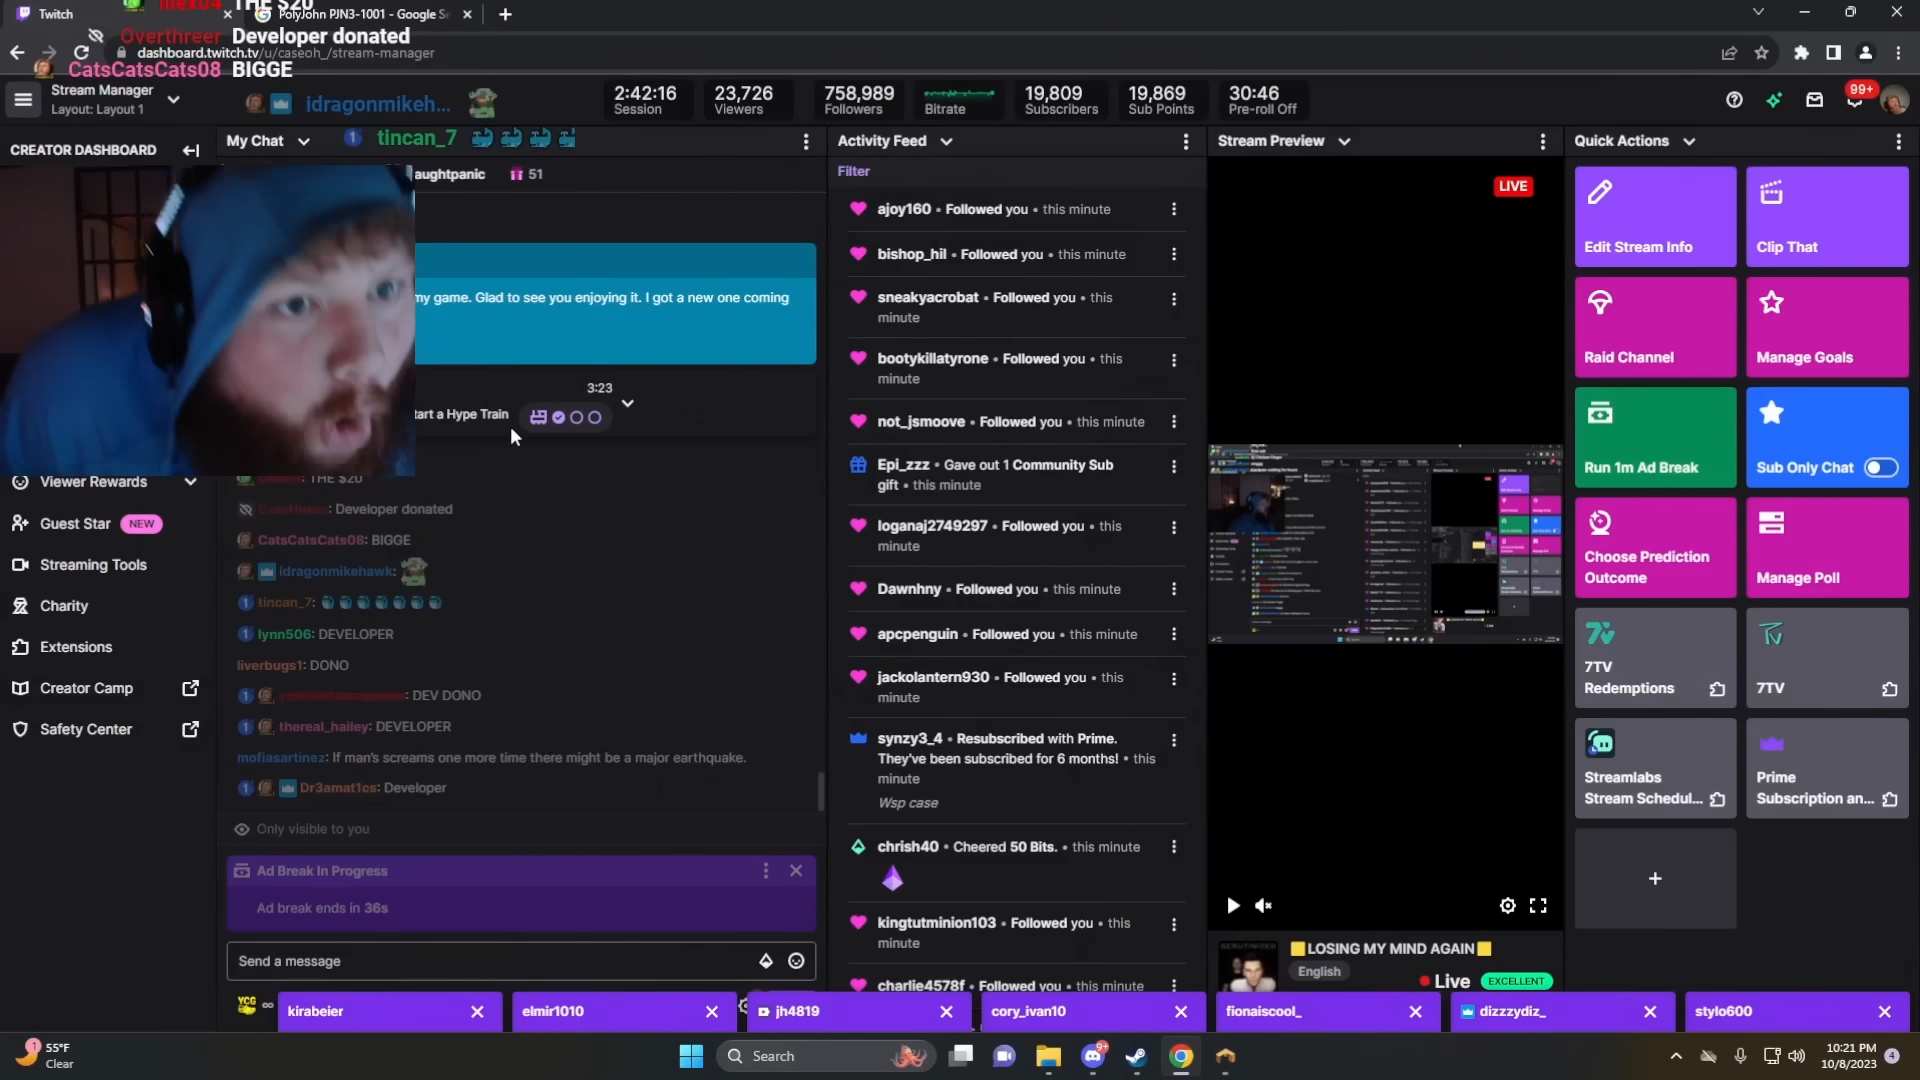 THE $20
Twitch
PolyJohn PJN3-1001 - Google Se
Overthreer Developer donated
dashboard.twitch.tv/u/caseoh_/stream-manager
CatsCatsCats08 BIGGE
Stream Manager
Layout: Layout 1
idragonmikeh...
2:42:16
Session
23,726
Viewers
758,989
Followers
Bitrate
19,809
Subscribers
19,869
Sub Points
30:46
Pre-roll Off
99+
CREATOR DASHBOARD
Viewer Rewards
Guest Star NEW
Streaming Tools
Charity
Extensions
Creator Camp
Safety Center
My Chat
1 tincan_7
aughtpanic 51
my game. Glad to see you enjoying it. I got a new one coming
3:23
tart a Hype Train
: THE $20
: Developer donated
CatsCatsCats08: BIGGE
idragonmikehawk:
1 tincan_7:
1 lynn506: DEVELOPER
liverbugs1: DONO
1 : DEV DONO
1 thereal_hailey: DEVELOPER
mofiasartinez: If man's screams one more time there might be a major earthquake.
1 Dr3amat1cs: Developer
Only visible to you
Ad Break In Progress
Ad break ends in 36s
Send a message
Activity Feed
Filter
ajoy160 • Followed you • this minute
bishop_hil • Followed you • this minute
sneakyacrobat • Followed you • this
minute
bootykillatyrone • Followed you • this
minute
not_jsmoove • Followed you • this minute
Epi_zzz • Gave out 1 Community Sub
gift • this minute
loganaj2749297 • Followed you • this
minute
Dawnhny • Followed you • this minute
apcpenguin • Followed you • this minute
jackolantern930 • Followed you • this
minute
synzy3_4 • Resubscribed with Prime.
They've been subscribed for 6 months! • this
minute
Wsp case
chrish40 • Cheered 50 Bits. • this minute
kingtutminion103 • Followed you • this
minute
charlie4578f • Followed you • this minute
Stream Preview
LIVE
LOSING MY MIND AGAIN
English
Live EXCELLENT
Quick Actions
Edit Stream Info
Clip That
Raid Channel
Manage Goals
Run 1m Ad Break
Sub Only Chat
Choose Prediction
Outcome
Manage Poll
7TV
Redemptions
7TV
Streamlabs
Stream Schedul...
Prime
Subscription an...
+
YCG
kirabeier
elmir1010
jh4819
cory_ivan10
fionaiscool_
dizzzydiz_
stylo600
1
55°F
Clear
Search
9+
10:21 PM
10/8/2023
4